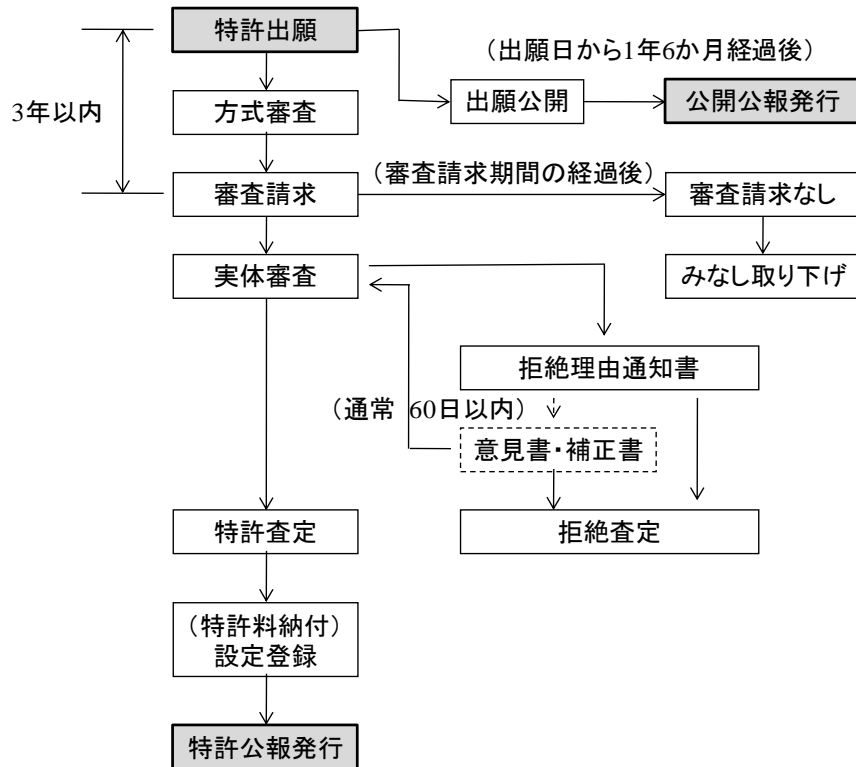 特許出願
（出願日から1年6か月経過後）
3年以内
方式審査
出願公開
公開公報発行
審査請求
（審査請求期間の経過後）
審査請求なし
実体審査
みなし取り下げ
拒絶理由通知書
（通常 60日以内）
意見書・補正書
特許査定
拒絶査定
（特許料納付）
設定登録
特許公報発行